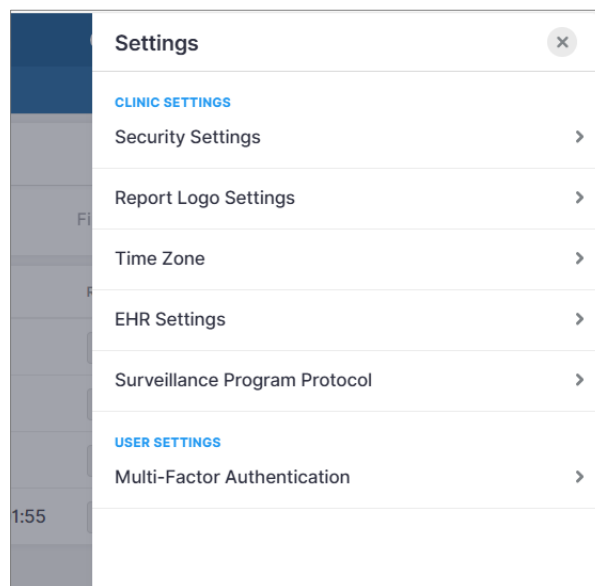 Settings
CLINIC SETTINGS
Security Settings
Report Logo Settings
Time Zone
Fi
EHR Settings
Surveillance Program Protocol
USER SETTINGS
Multi-Factor Authentication
1:55